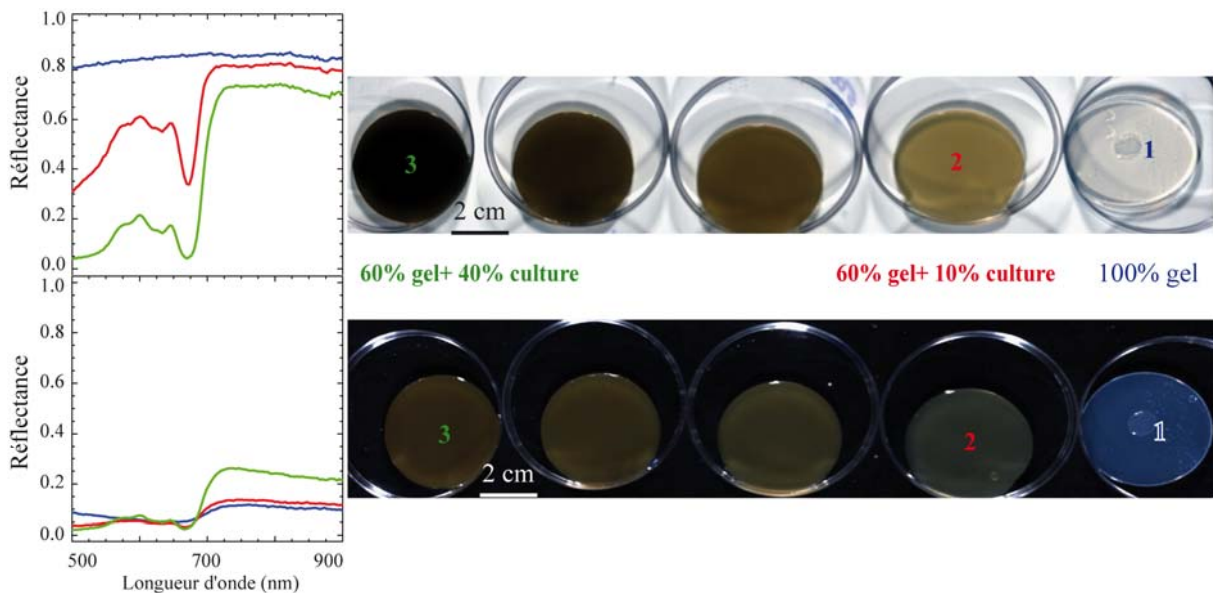 1.0
0.8
0.6
0.4
0.2
0.0
Réflectance
3
2
1
2 cm
60% gel+ 40% culture
60% gel+ 10% culture
100% gel
1.0
0.8
0.6
0.4
0.2
0.0
Réflectance
3
2
1
2 cm
500
700
900
Longueur d'onde (nm)